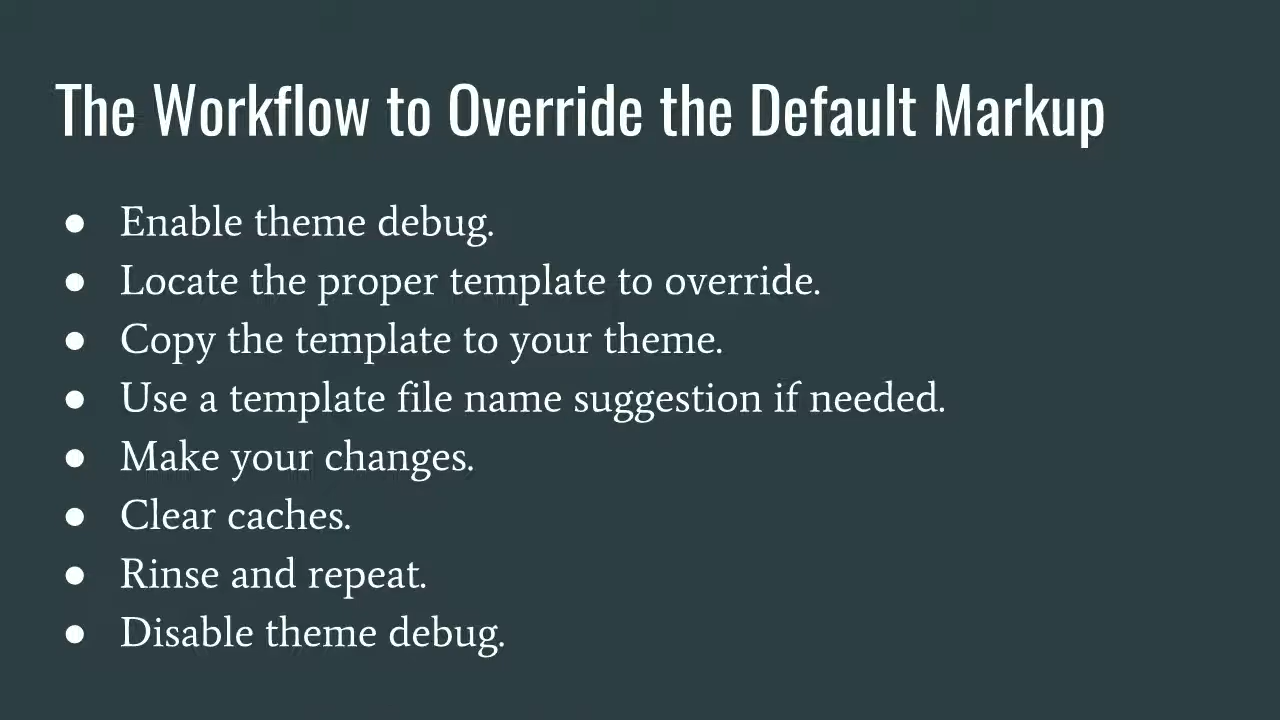 The Workflow to Override the Default Markup
● Enable theme debug.
● Locate the proper template to override.
● Copy the template to your theme.
● Use a template file name suggestion if needed.
● Make your changes.
● Clear caches.
● Rinse and repeat.
● Disable theme debug.